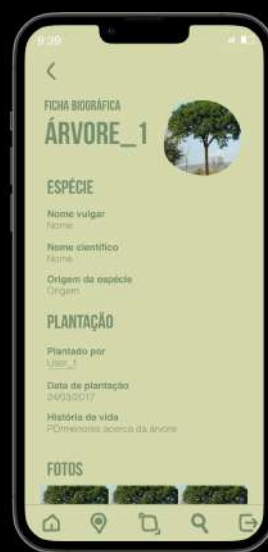 9:39
FICHA BIOGRÁFICA
ÁRVORE_1
ESPÉCIE
Nome vulgar
Nome
Nome científico
Nome
Origem da espécie
Origem
PLANTAÇÃO
Plantado por
User_1
Data de plantação
24/03/2017
História de vida
POrmenores acerca da árvore
FOTOS